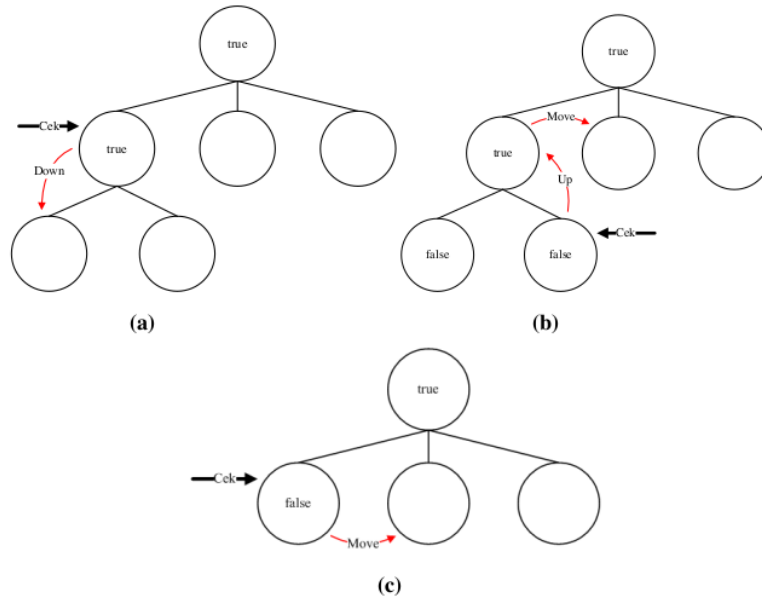 true
Cek
true
Down
(a)
true
Move
true
Up
false
false
Cek
(b)
true
Cek
false
Move
(c)